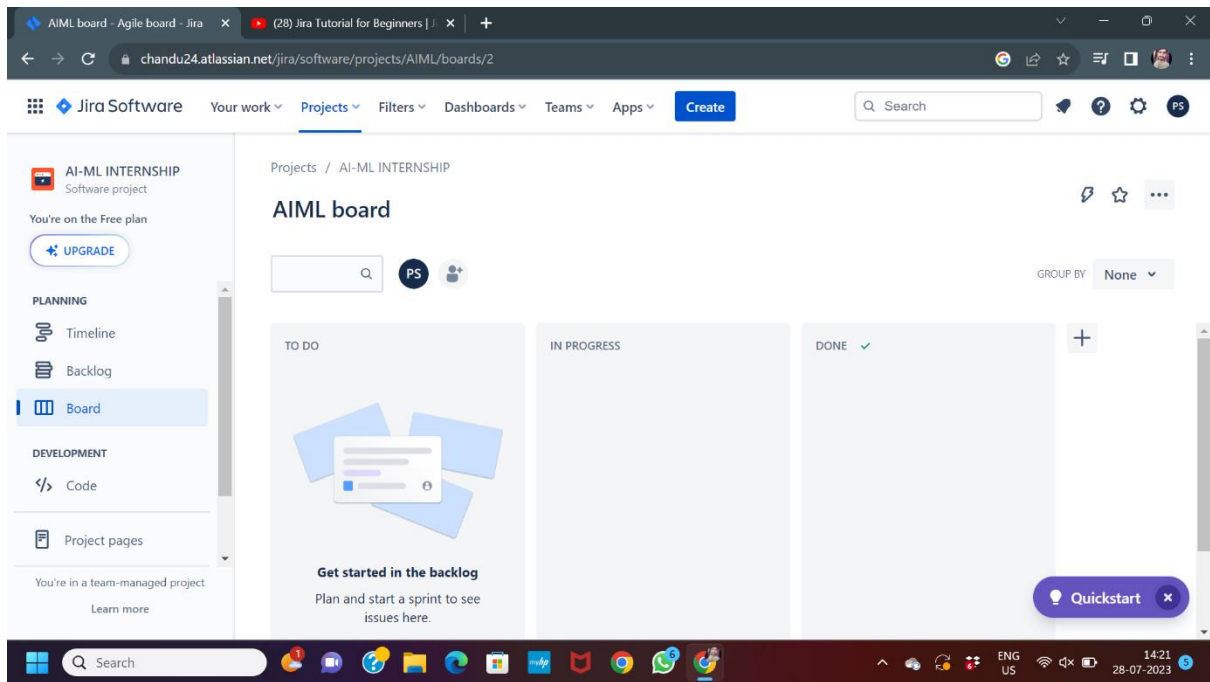 AIML board - Agile board - Jira
(28) Jira Tutorial for Beginners | Ji
chandu24.atlassian.net/jira/software/projects/AIML/boards/2
Jira Software Your work Projects Filters Dashboards Teams Apps Create Search PS
AI-ML INTERNSHIP
Software project
You're on the Free plan
UPGRADE
PLANNING
Timeline
Backlog
Board
DEVELOPMENT
Code
Project pages
You're in a team-managed project
Learn more
Projects / AI-ML INTERNSHIP
AIML board
PS
GROUP BY None
TO DO
IN PROGRESS
DONE
Get started in the backlog
Plan and start a sprint to see
issues here.
Quickstart
Search
1
myhp
6
ENG
US
14:21
28-07-2023
5